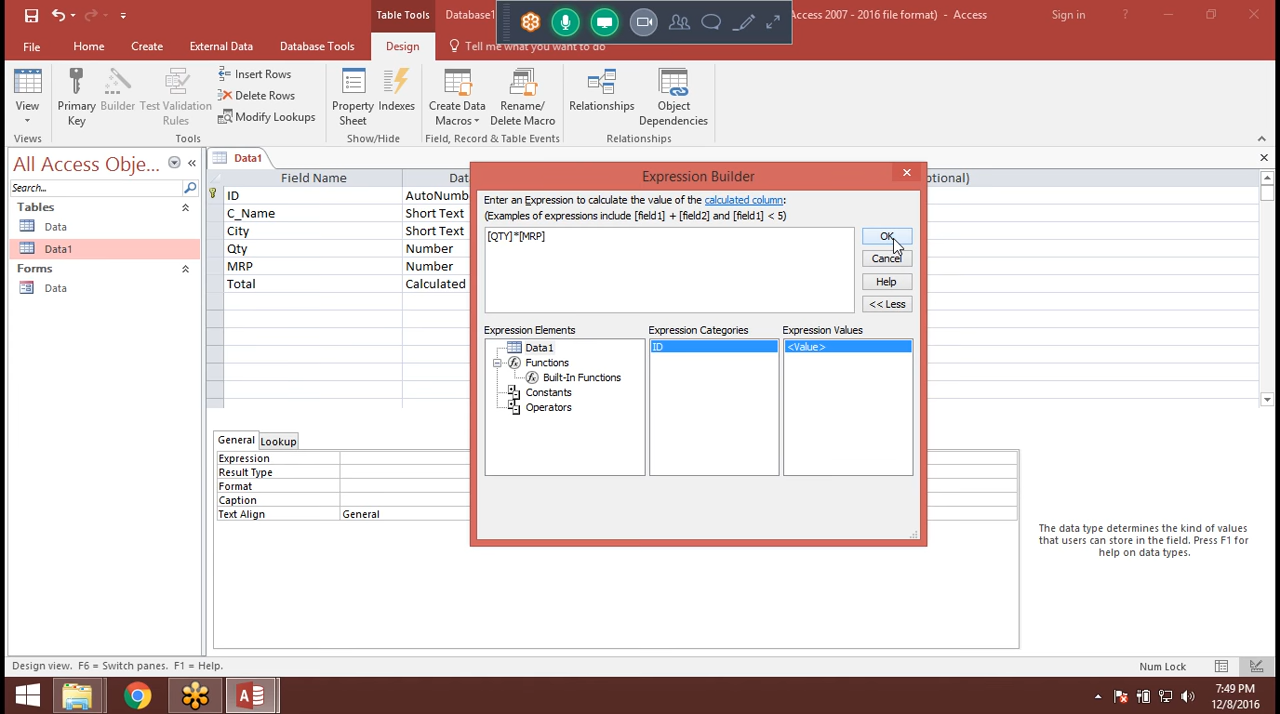 Table Tools
Database1
Access 2007 - 2016 file format) - Access
Sign in
?
File
Home
Create
External Data
Database Tools
Design
Tell me what you want to do
View
Primary Key
Builder
Test Validation Rules
Insert Rows
Delete Rows
Modify Lookups
Property Sheet
Indexes
Create Data Macros
Rename/ Delete Macro
Relationships
Object Dependencies
Views
Tools
Show/Hide
Field, Record & Table Events
Relationships
All Access Obje...
Search...
Tables
Data
Data1
Forms
Data
Data1
Field Name
Dat
tional)
ID
AutoNumb
C_Name
Short Text
City
Short Text
Qty
Number
MRP
Number
Total
Calculated
Expression Builder
Enter an Expression to calculate the value of the calculated column:
(Examples of expressions include [field1] + [field2] and [field1] < 5)
[QTY]*[MRP]
OK
Cancel
Help
<< Less
Expression Elements
Expression Categories
Expression Values
Data1
Functions
Built-In Functions
Constants
Operators
ID
<Value>
General
Lookup
Expression
Result Type
Format
Caption
Text Align
General
The data type determines the kind of values
that users can store in the field. Press F1 for
help on data types.
Design view. F6 = Switch panes. F1 = Help.
Num Lock
7:49 PM
12/8/2016